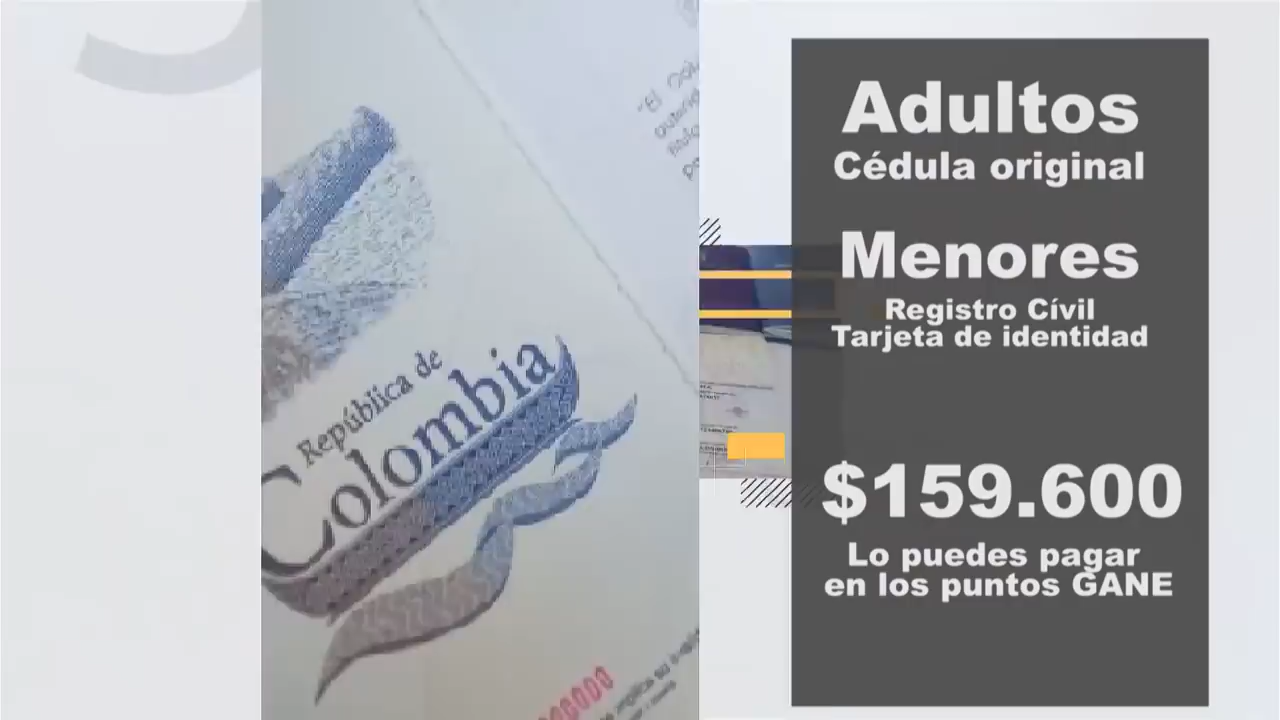 República de
Colombia
Adultos
Cédula original
Menores
Registro Cívil
Tarjeta de identidad
$159.600
Lo puedes pagar
en los puntos GANE